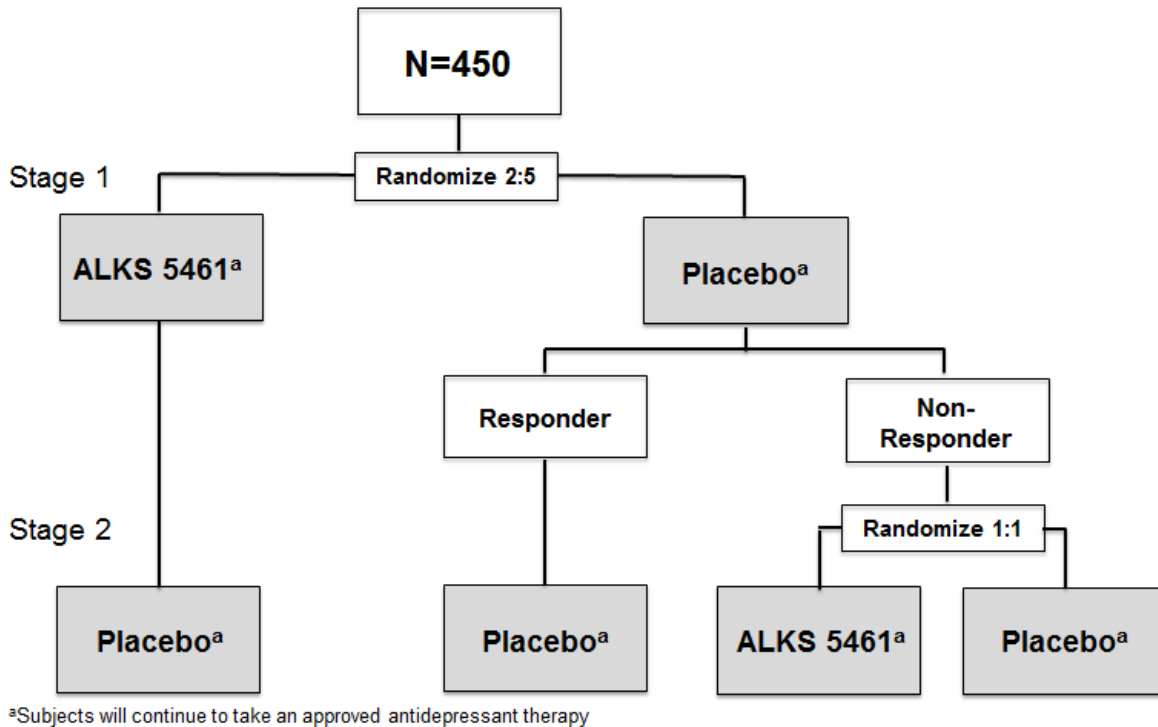 N=450
Stage 1
Randomize 2:5
ALKS 5461ᵃ
Placeboᵃ
Responder
Non-
Responder
Stage 2
Randomize 1:1
Placeboᵃ
Placeboᵃ
ALKS 5461ᵃ
Placeboᵃ
ᵃSubjects will continue to take an approved antidepressant therapy